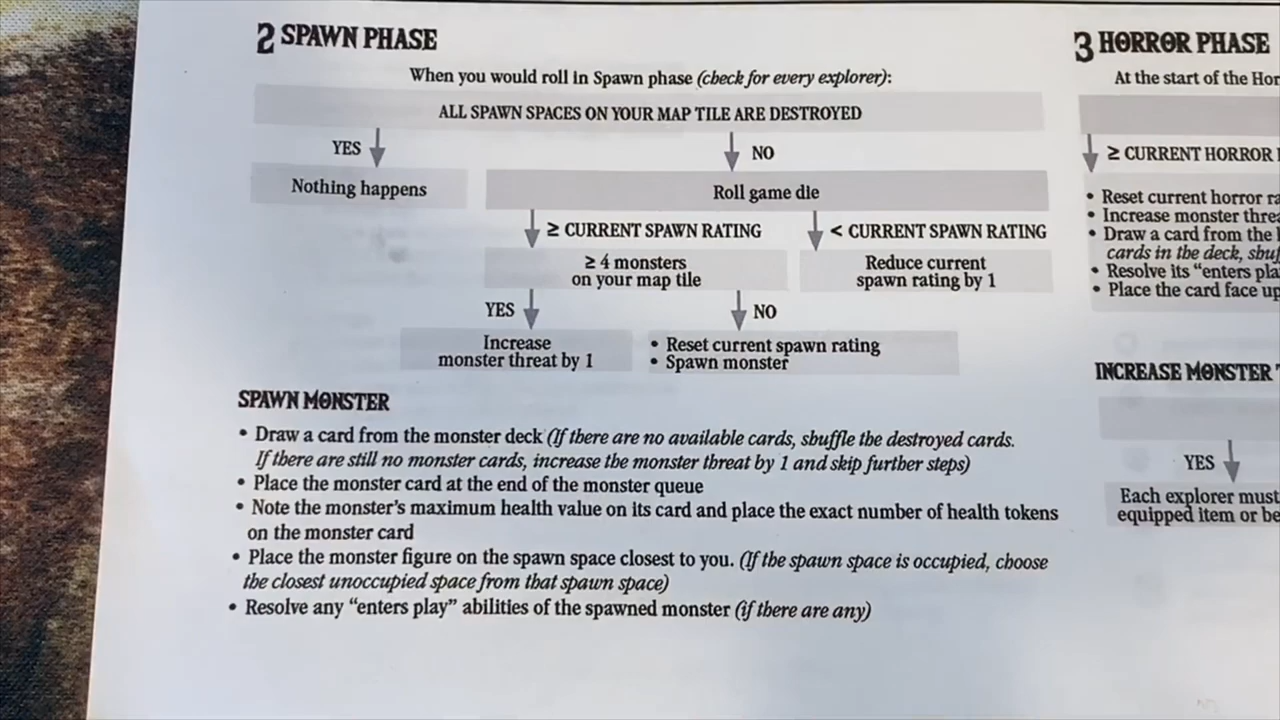 2 SPAWN PHASE
When you would roll in Spawn phase (check for every explorer):
ALL SPAWN SPACES ON YOUR MAP TILE ARE DESTROYED
YES
NO
Nothing happens
Roll game die
≥ CURRENT SPAWN RATING
< CURRENT SPAWN RATING
≥ 4 monsters
on your map tile
Reduce current
spawn rating by 1
YES
NO
Increase
monster threat by 1
• Reset current spawn rating
• Spawn monster
SPAWN MONSTER
• Draw a card from the monster deck (If there are no available cards, shuffle the destroyed cards.
If there are still no monster cards, increase the monster threat by 1 and skip further steps)
• Place the monster card at the end of the monster queue
• Note the monster's maximum health value on its card and place the exact number of health tokens
on the monster card
• Place the monster figure on the spawn space closest to you. (If the spawn space is occupied, choose
the closest unoccupied space from that spawn space)
• Resolve any "enters play" abilities of the spawned monster (if there are any)
3 HORROR PHASE
At the start of the Hor
≥ CURRENT HORROR
• Reset current horror ra
• Increase monster threa
• Draw a card from the
cards in the deck, shuf
• Resolve its "enters pla
• Place the card face up
INCREASE MONSTER
YES
Each explorer must
equipped item or be